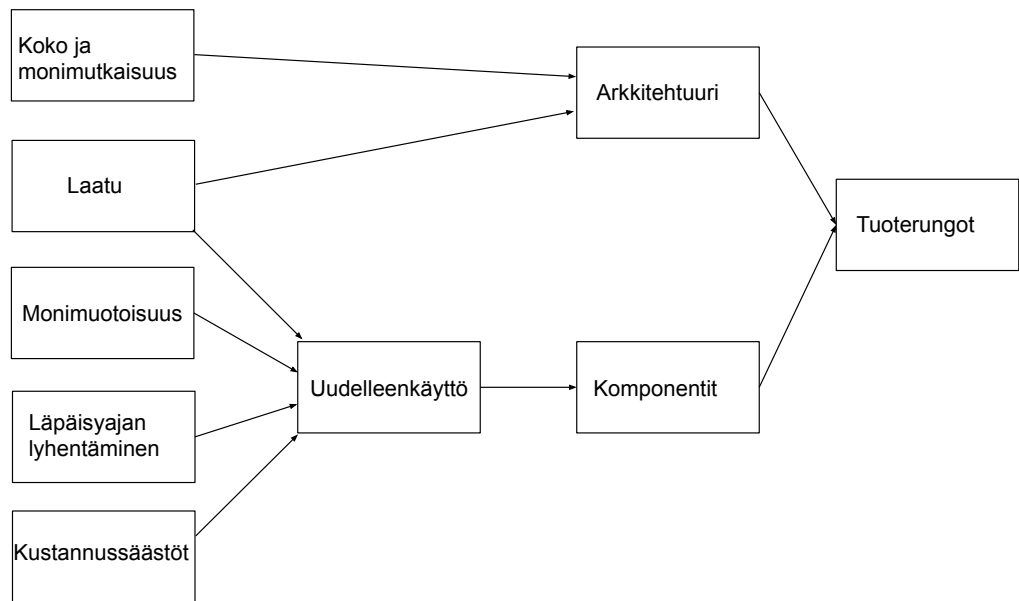 Koko ja
monimutkaisuus
Arkkitehtuuri
Laatu
Tuoterungot
Monimuotoisuus
Uudelleenkäyttö
Komponentit
Läpäisyajan
lyhentäminen
Kustannussäästöt